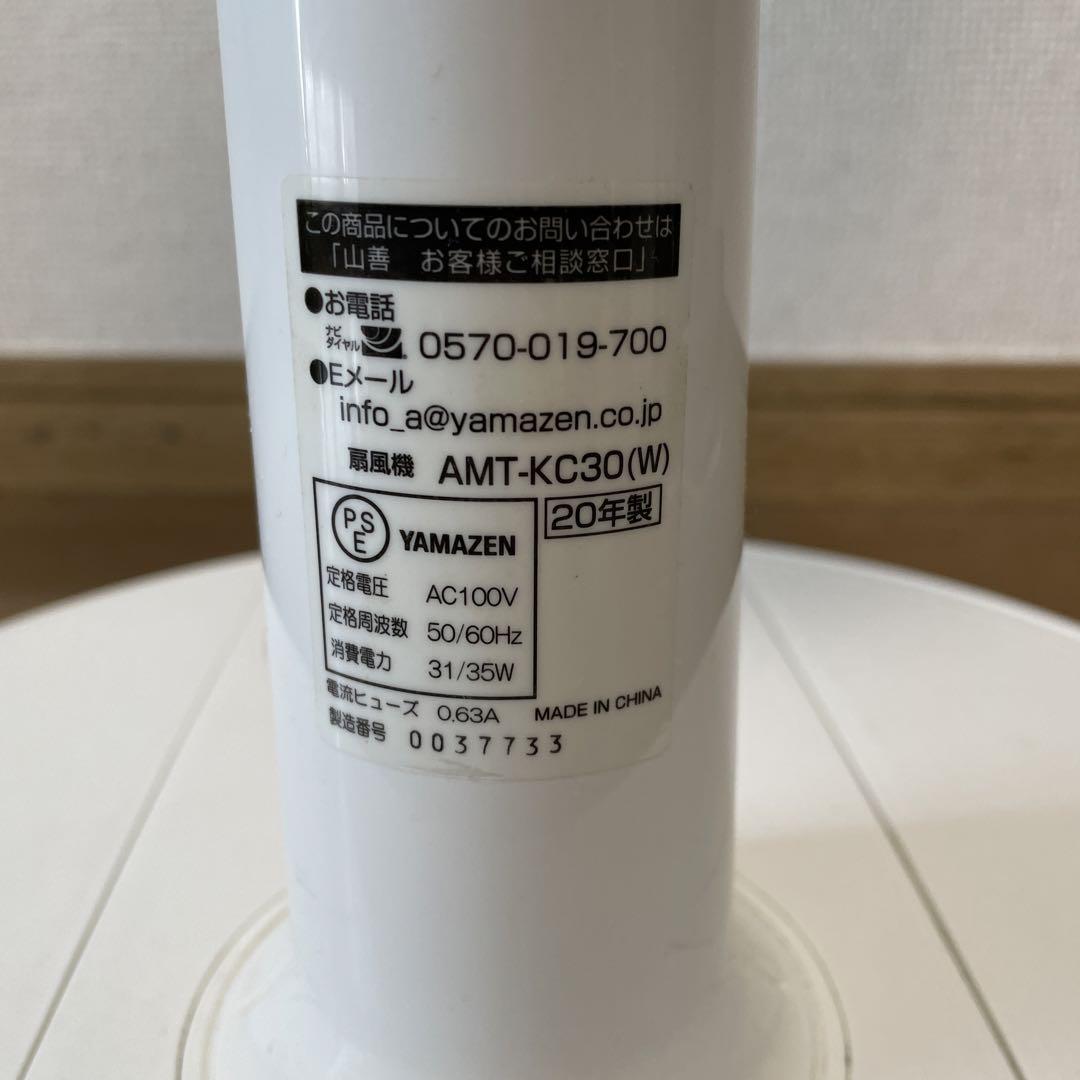 この商品についてのお問い合わせは
「山善　お客様ご相談窓口」
●お電話
ナビダイヤル 0570-019-700
●Eメール
info_a@yamazen.co.jp
扇風機 AMT-KC30(W)
20年製
PSE YAMAZEN
定格電圧 AC100V
定格周波数 50/60Hz
消費電力 31/35W
電流ヒューズ 0.63A MADE IN CHINA
製造番号 0037733